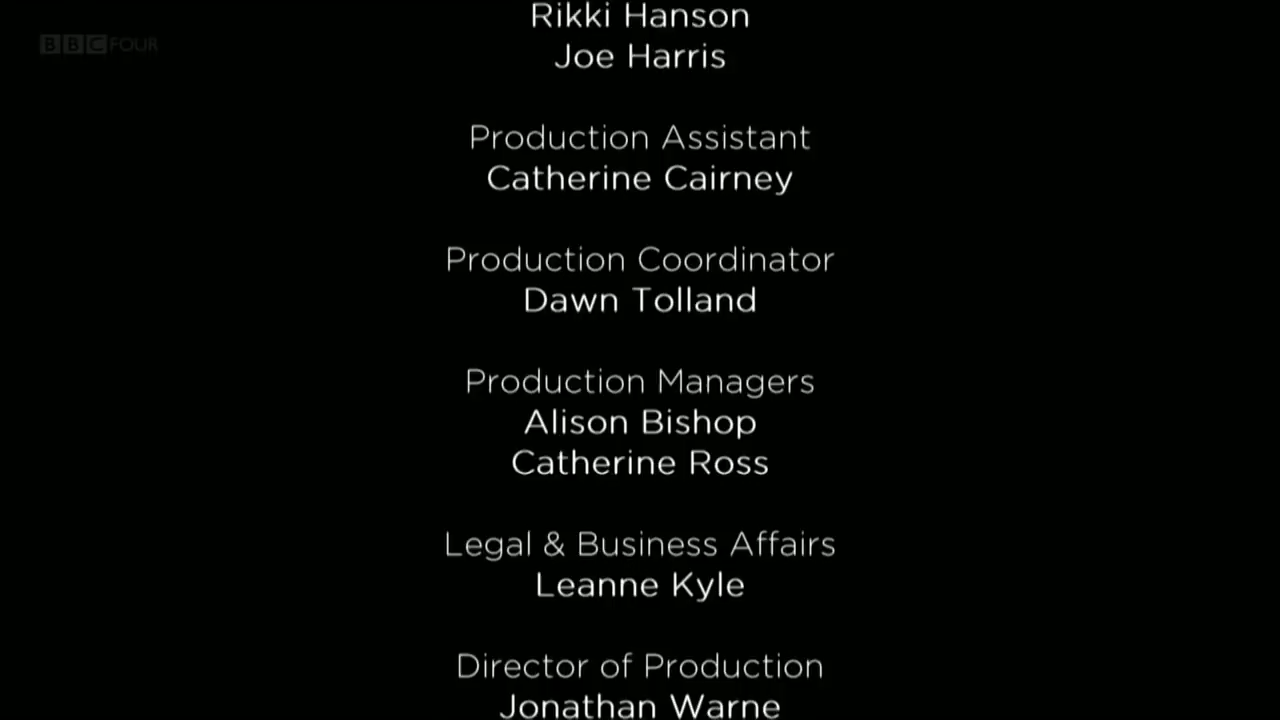 Rikki Hanson
BBC FOUR
Joe Harris
Production Assistant
Catherine Cairney
Production Coordinator
Dawn Tolland
Production Managers
Alison Bishop
Catherine Ross
Legal & Business Affairs
Leanne Kyle
Director of Production
Jonathan Warne